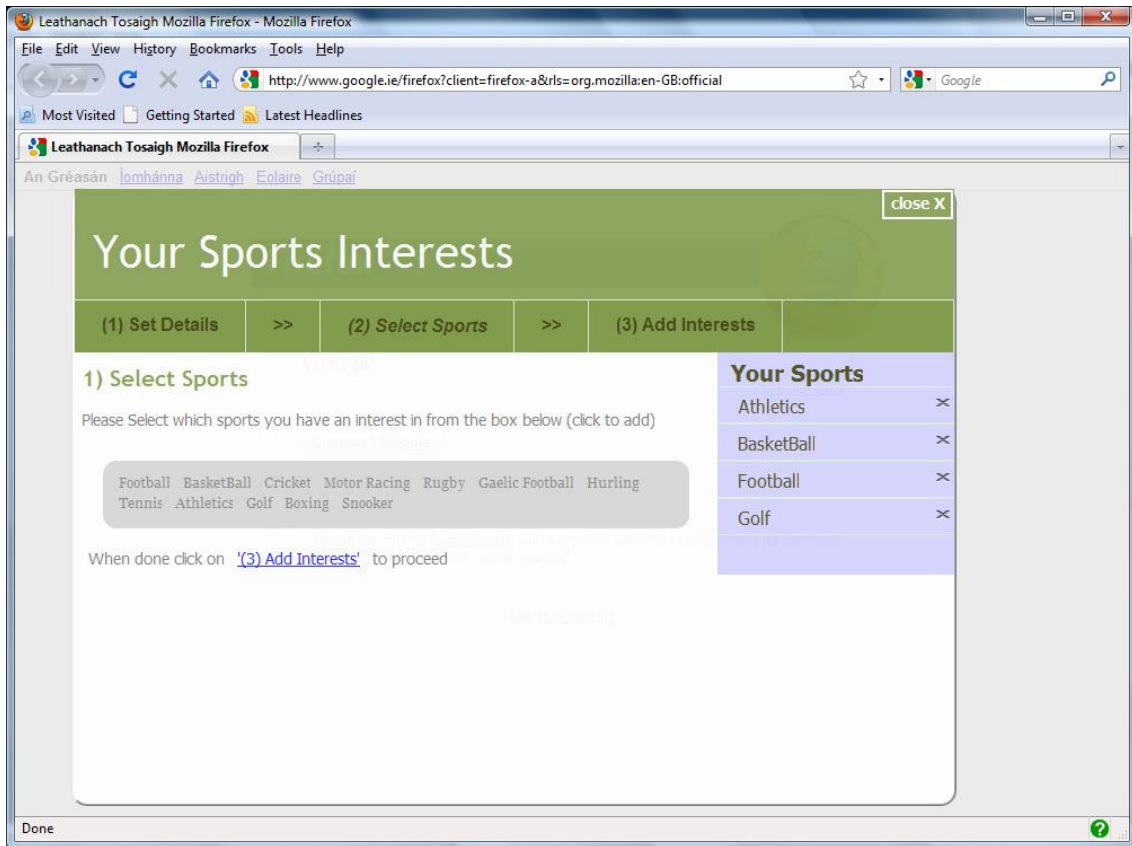 Leathanach Tosaigh Mozilla Firefox - Mozilla Firefox
File Edit View History Bookmarks Tools Help
http://www.google.ie/firefox?client=firefox-a&rls=org.mozilla:en-GB:official
Google
Most Visited Getting Started Latest Headlines
Leathanach Tosaigh Mozilla Firefox
An Gréasán Íomhánna Aistrigh Eolaire Grúpaí
close X
Your Sports Interests
(1) Set Details >> (2) Select Sports >> (3) Add Interests
1) Select Sports
Please Select which sports you have an interest in from the box below (click to add)
Football BasketBall Cricket Motor Racing Rugby Gaelic Football Hurling
Tennis Athletics Golf Boxing Snooker
When done click on '(3) Add Interests' to proceed
Your Sports
Athletics
BasketBall
Football
Golf
Done